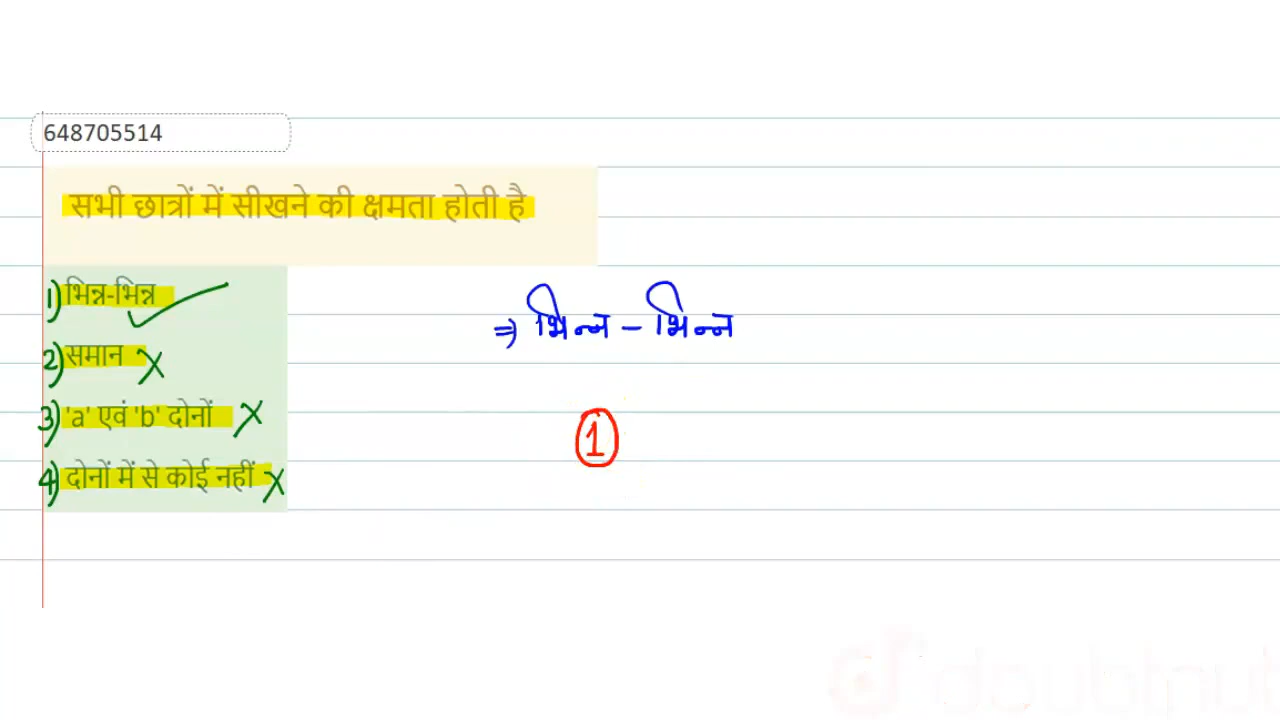 648705514
सभी छात्रों में सीखने की क्षमता होती है
1) भिन्न-भिन्न
2) समान
3) 'a' एवं 'b' दोनों
4) दोनों में से कोई नहीं
⇒ भिन्न - भिन्न
1
doubtnut